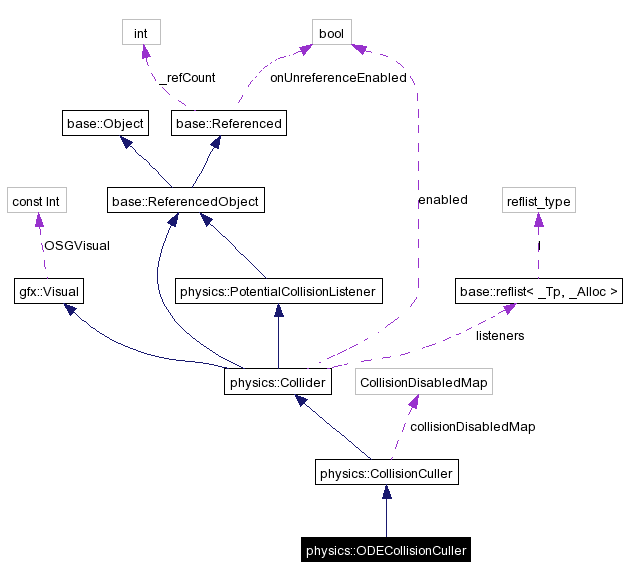 int
bool
_refCount
onUnreferenceEnabled
base::Object
base::Referenced
const Int
base::ReferencedObject
enabled
reflist_type
OSGVisual
l
gfx::Visual
physics::PotentialCollisionListener
base::reflist< _Tp, _Alloc >
listeners
physics::Collider
CollisionDisabledMap
collisionDisabledMap
physics::CollisionCuller
physics::ODECollisionCuller